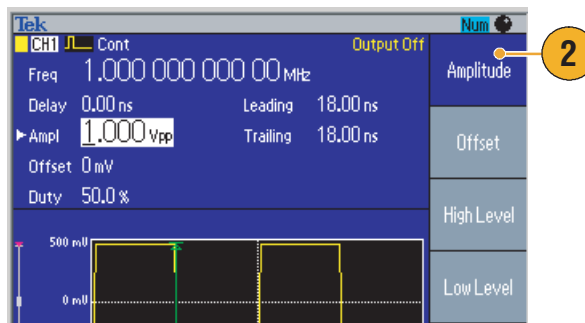 Tek Num
CH1 Cont Output Off
Freq 1.000 000 000 00 MHz
Delay 0.00 ns Leading 18.00 ns
Ampl 1.000 Vpp Trailing 18.00 ns
Offset 0 mV
Duty 50.0 %
500 mU
0 mU
Amplitude
Offset
High Level
Low Level
2